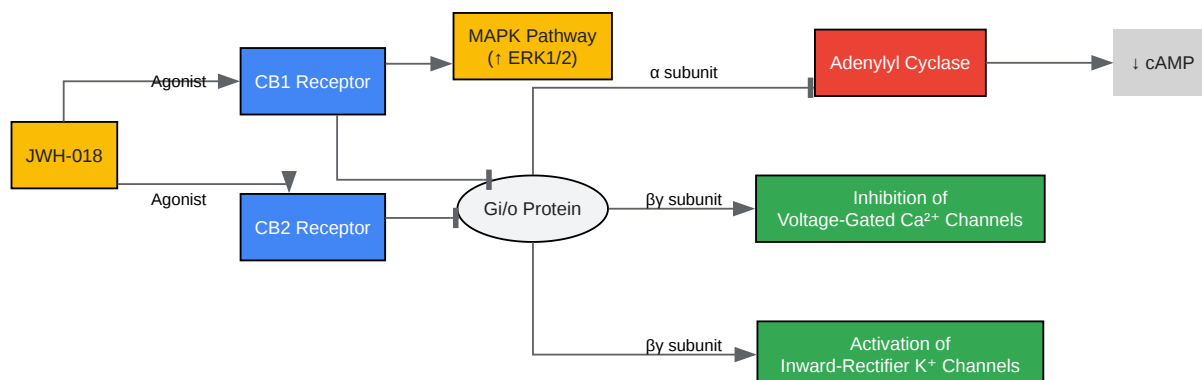 MAPK Pathway
(↑ ERK1/2)
Agonist
CB1 Receptor
α subunit
Adenylyl Cyclase
↓ cAMP
JWH-018
Agonist
CB2 Receptor
Gi/o Protein
βγ subunit
Inhibition of
Voltage-Gated Ca²⁺ Channels
βγ subunit
Activation of
Inward-Rectifier K⁺ Channels